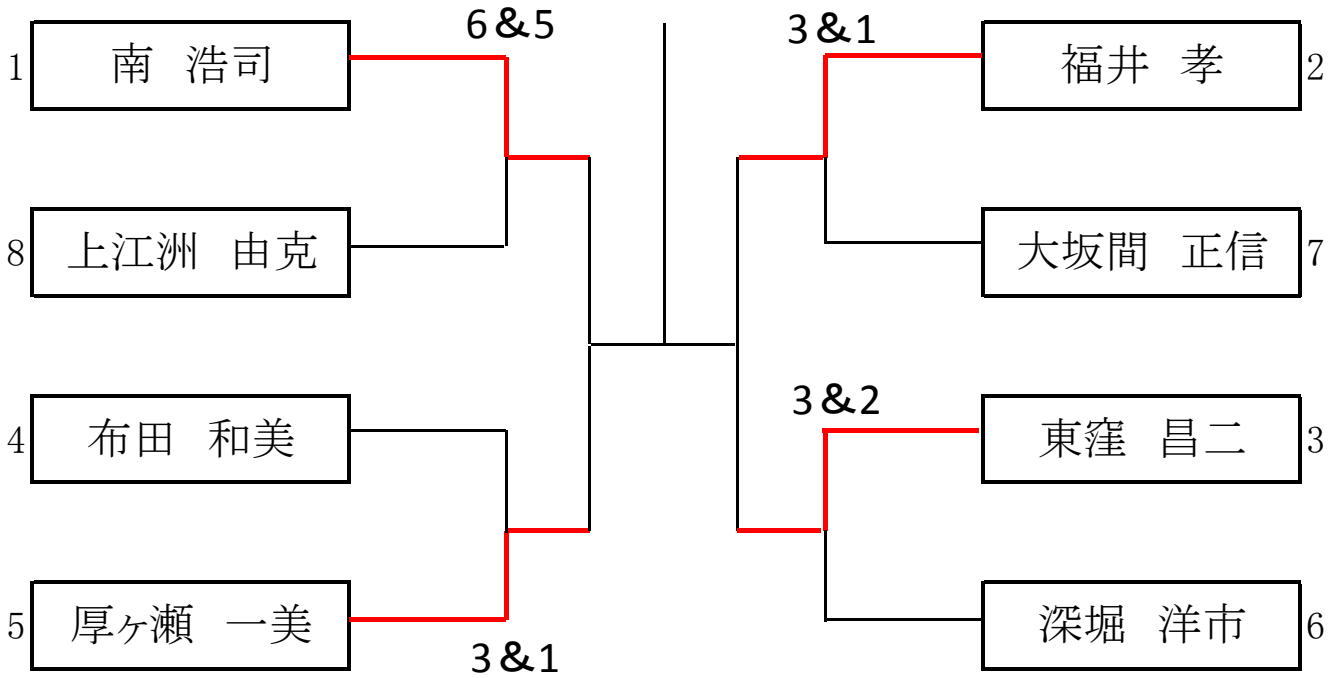 6&5
3&1
1
南 浩司
福井 孝
2
8
上江洲 由克
大坂間 正信
7
3&2
4
布田 和美
東窪 昌二
3
5
厚ヶ瀬 一美
深堀 洋市
6
3&1